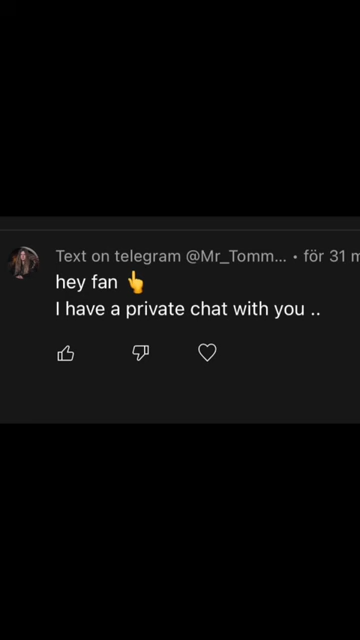 Text on telegram @Mr_Tomm... • för 31 m
hey fan 👆
I have a private chat with you ..